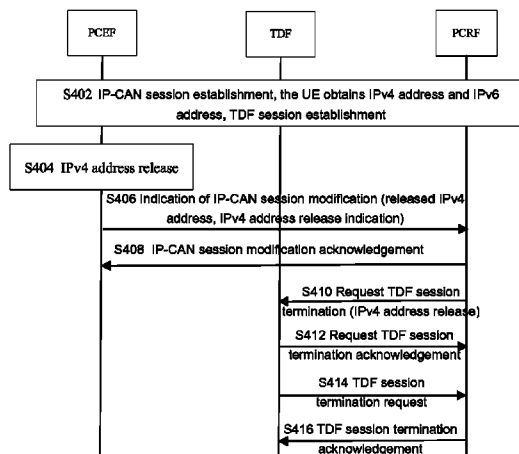 PCEF
TDF
PCRF
S402 IP-CAN session establishment, the UE obtains IPv4 address and IPv6
address, TDF session establishment
S404 IPv4 address release
S406 Indication of IP-CAN session modification (released IPv4
address, IPv4 address release indication)
S408 IP-CAN session modification acknowledgement
S410 Request TDF session
termination (IPv4 address release)
S412 Request TDF session
termination acknowledgement
S414 TDF session
termination request
S416 TDF session termination
acknowledgement